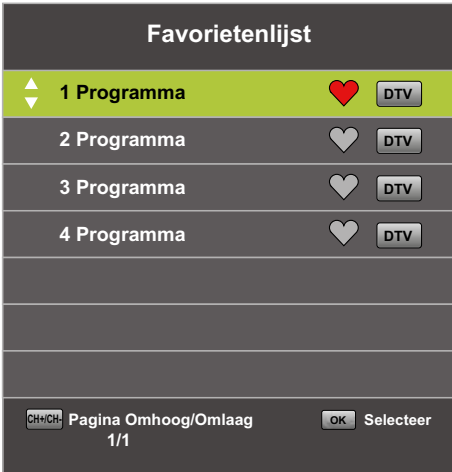 Favorietenlijst
1 Programma DTV
2 Programma DTV
3 Programma DTV
4 Programma DTV
CH+/CH- Pagina Omhoog/Omlaag OK Selecteer
1/1